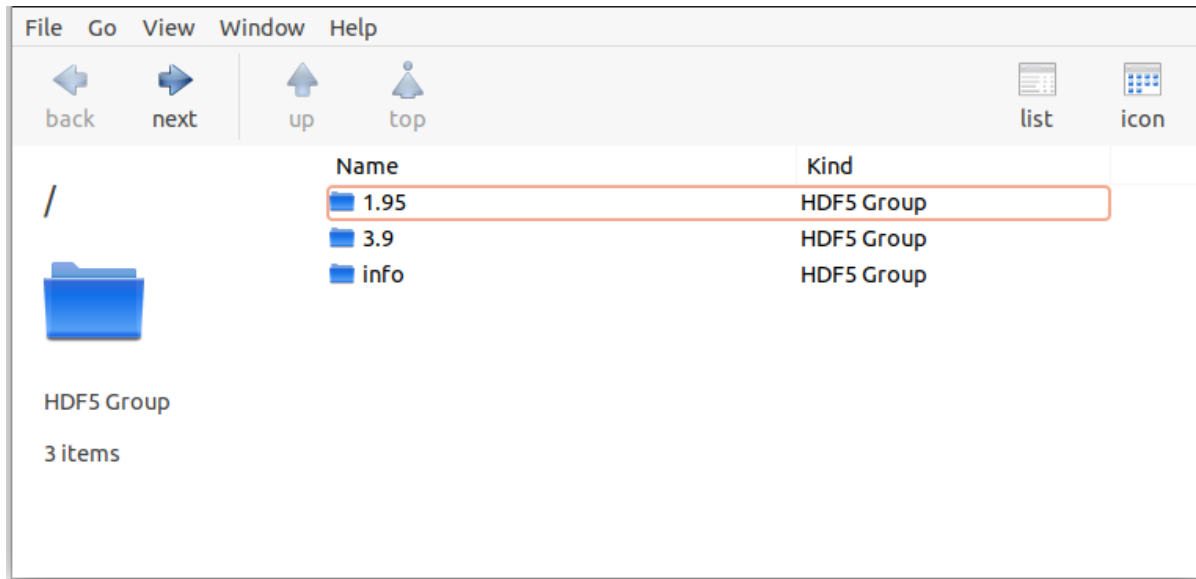 File Go View Window Help
back next up top list icon
Name Kind
/
1.95 HDF5 Group
3.9 HDF5 Group
info HDF5 Group
HDF5 Group
3 items